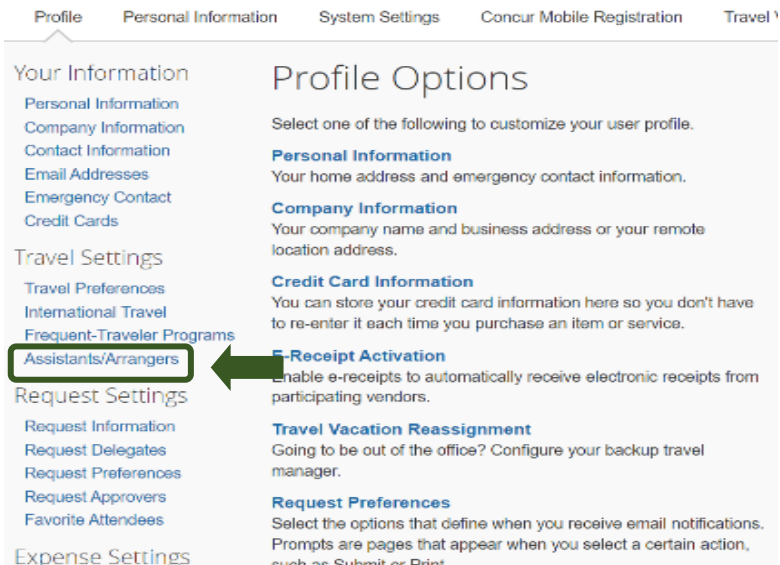 Profile Personal Information System Settings Concur Mobile Registration Travel
Your Information
Personal Information
Company Information
Contact Information
Email Addresses
Emergency Contact
Credit Cards
Travel Settings
Travel Preferences
International Travel
Frequent-Traveler Programs
Assistants/Arrangers
Request Settings
Request Information
Request Delegates
Request Preferences
Request Approvers
Favorite Attendees
Expense Settings
Profile Options
Select one of the following to customize your user profile.
Personal Information
Your home address and emergency contact information.
Company Information
Your company name and business address or your remote
location address.
Credit Card Information
You can store your credit card information here so you don't have
to re-enter it each time you purchase an item or service.
E-Receipt Activation
Enable e-receipts to automatically receive electronic receipts from
participating vendors.
Travel Vacation Reassignment
Going to be out of the office? Configure your backup travel
manager.
Request Preferences
Select the options that define when you receive email notifications.
Prompts are pages that appear when you select a certain action,
such as Submit or Print.